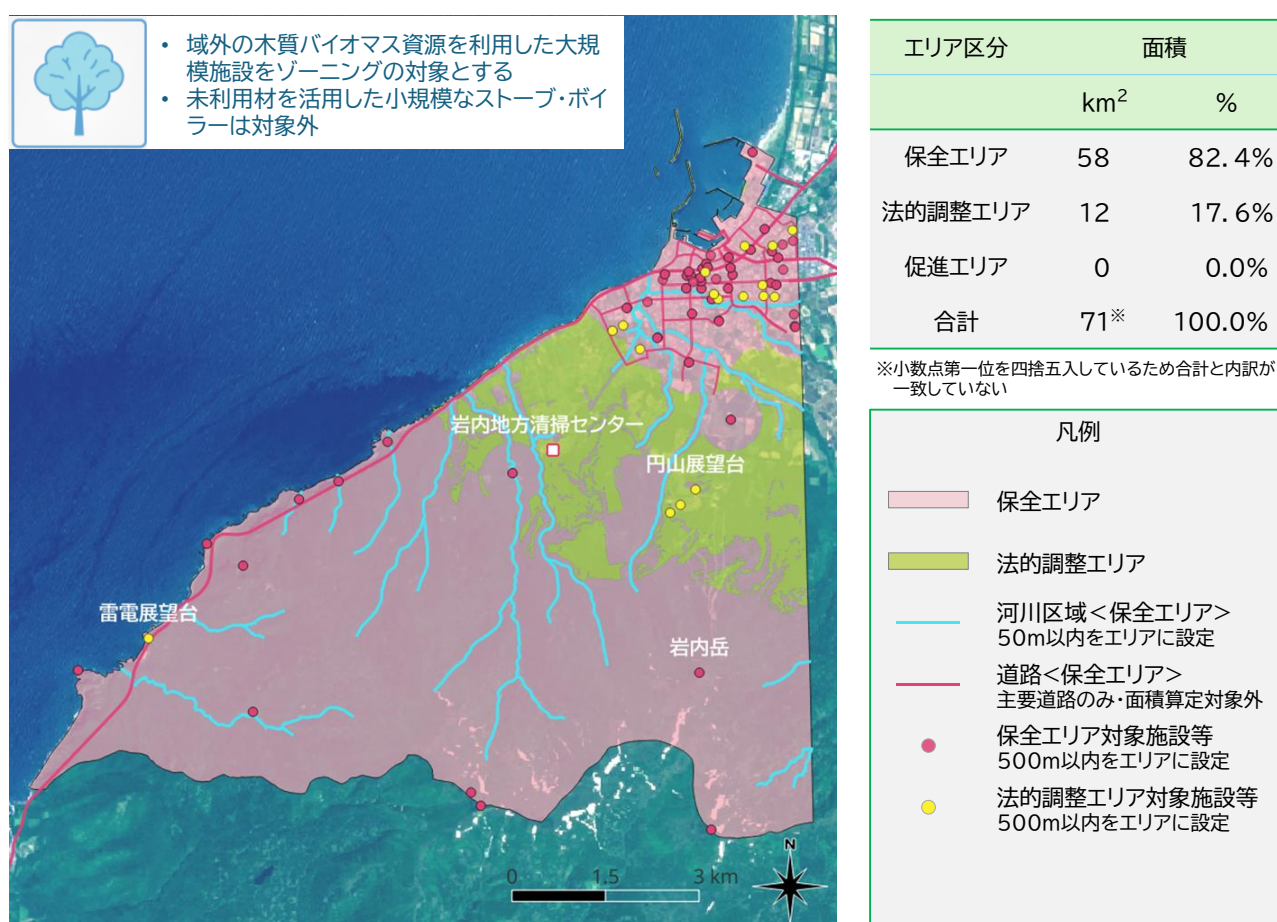 • 域外の木質バイオマス資源を利用した大規
模施設をゾーニングの対象とする
• 未利用材を活用した小規模なストーブ・ボイ
ラーは対象外
岩内地方清掃センター
円山展望台
雷電展望台
岩内岳
0 1.5 3 km
N
エリア区分 面積
km² %
保全エリア 58 82.4%
法的調整エリア 12 17.6%
促進エリア 0 0.0%
合計 71※ 100.0%
※小数点第一位を四捨五入しているため合計と内訳が
一致していない
凡例
保全エリア
法的調整エリア
河川区域<保全エリア>
50m以内をエリアに設定
道路<保全エリア>
主要道路のみ・面積算定対象外
保全エリア対象施設等
500m以内をエリアに設定
法的調整エリア対象施設等
500m以内をエリアに設定